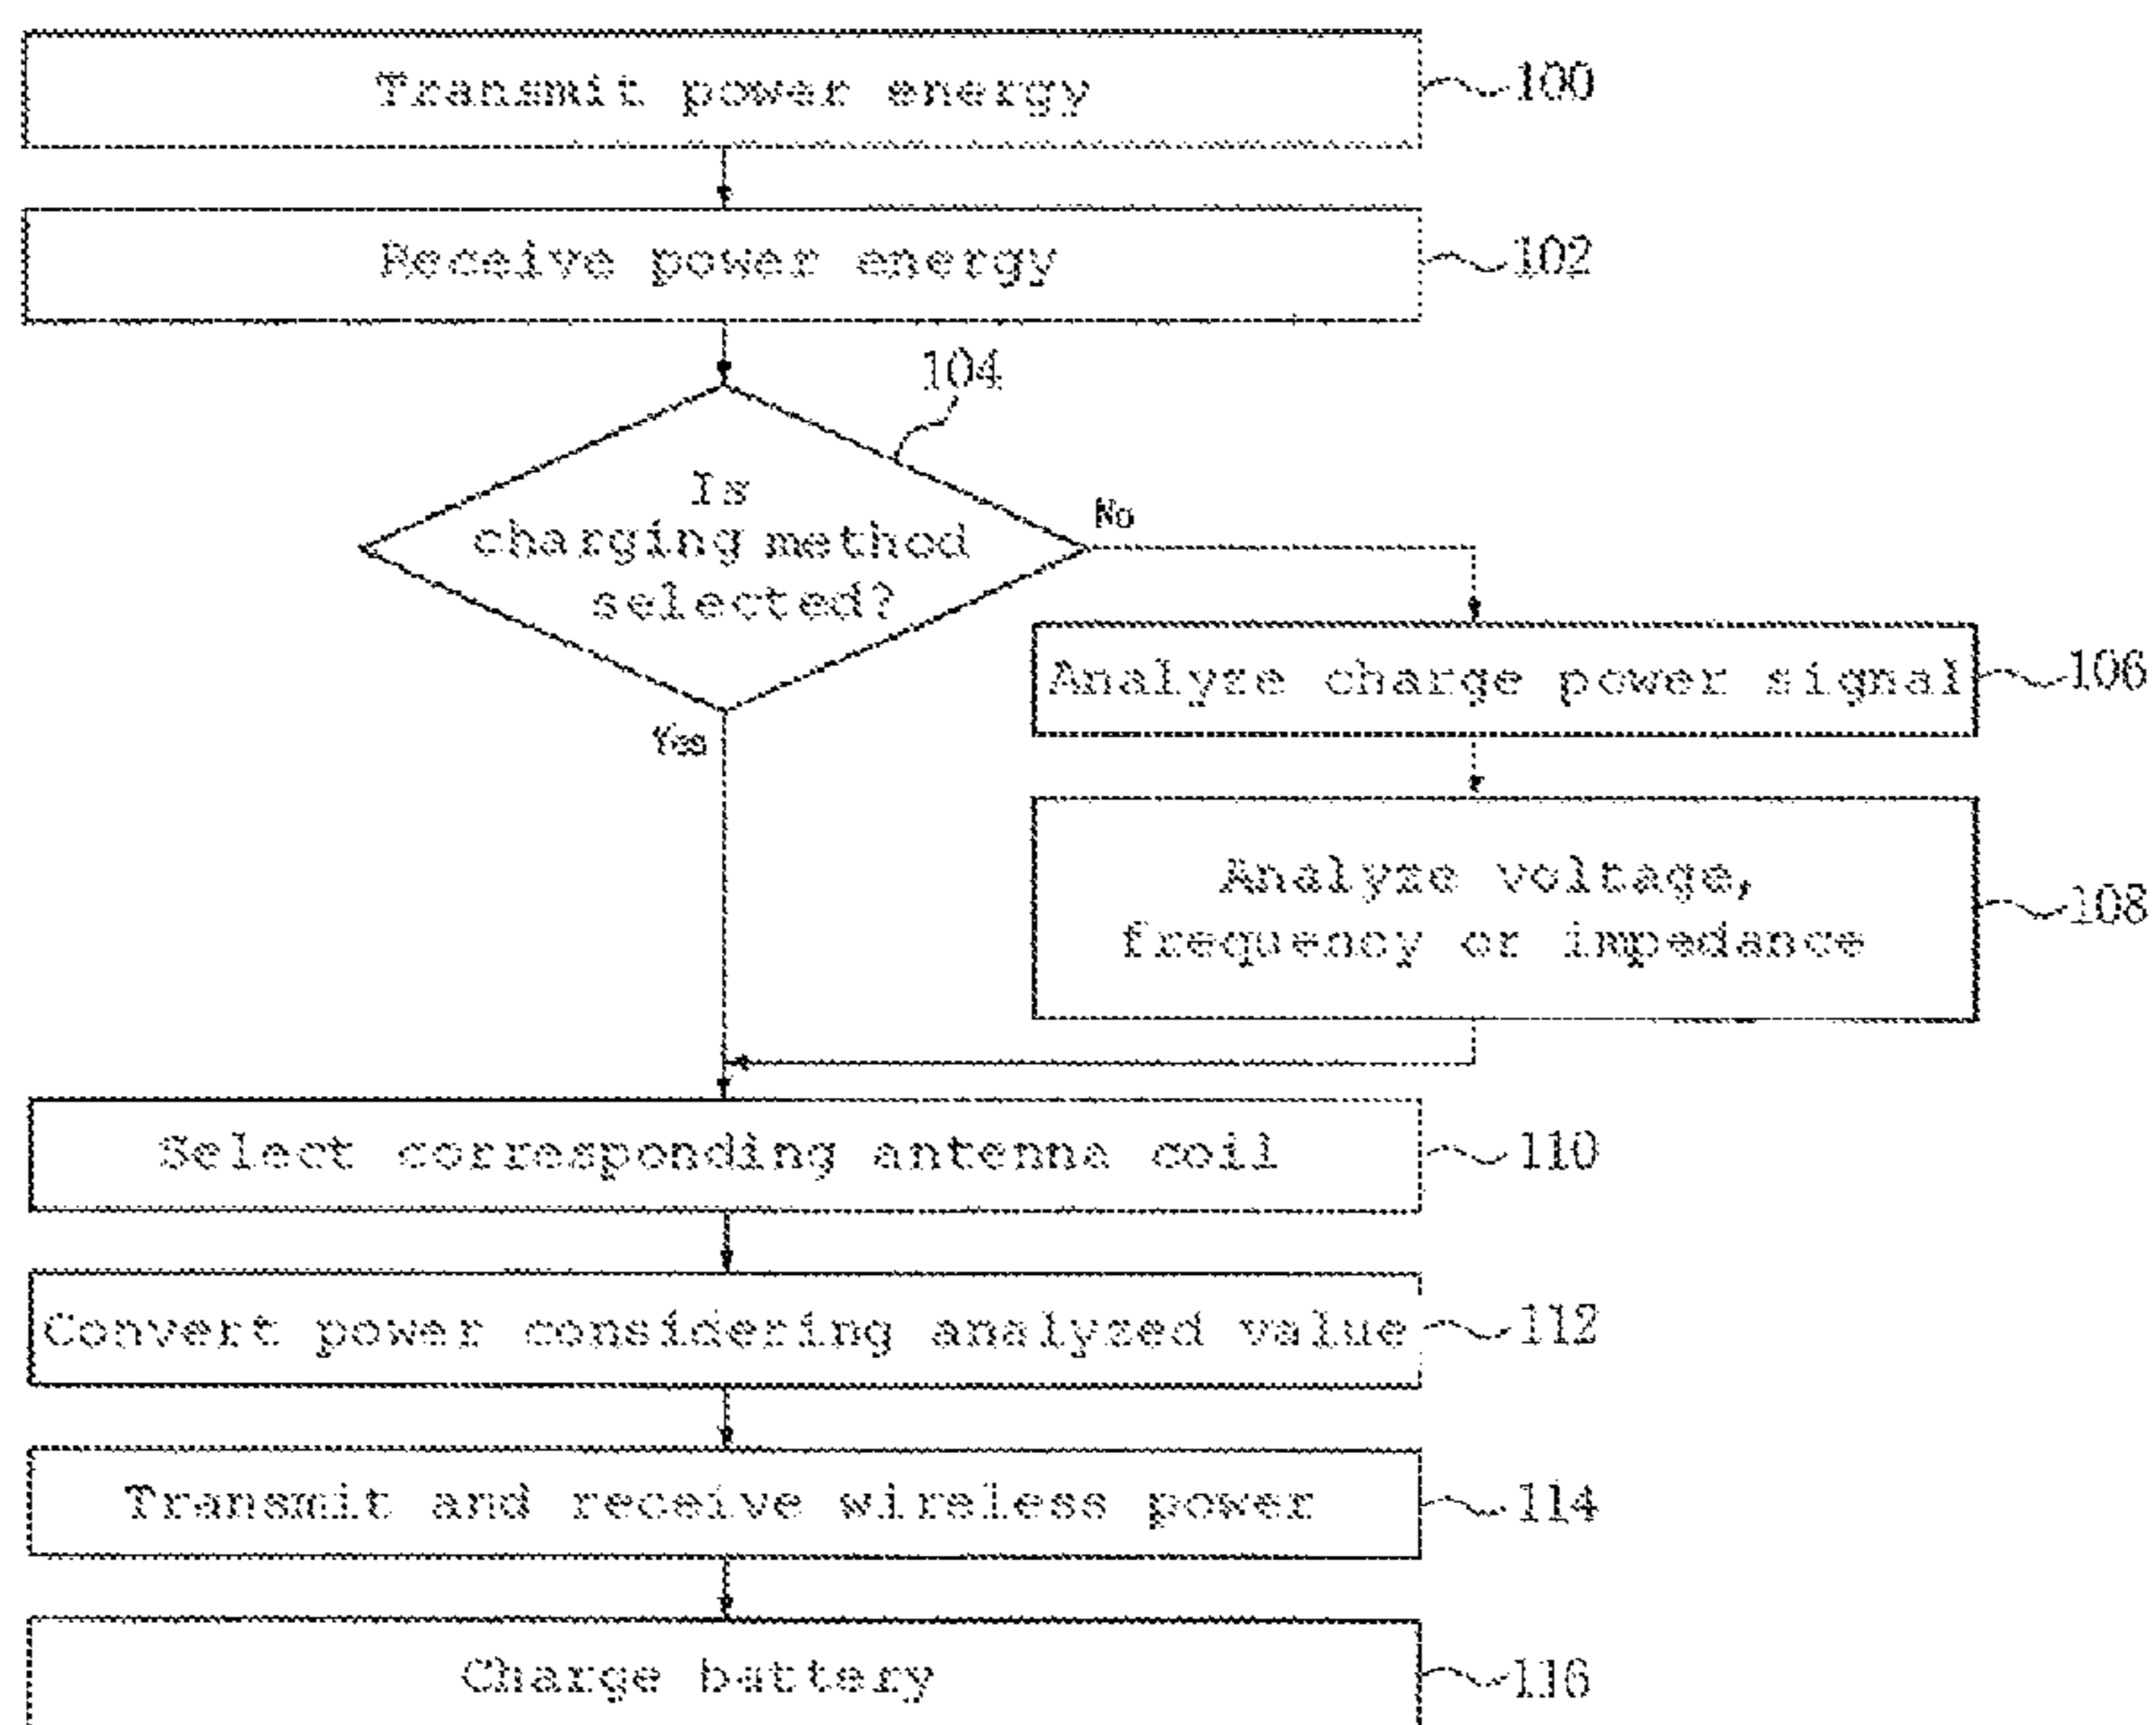 Transmit power energy
100
Receive power energy
102
104
Is
charging method
selected?
No
Yes
Analyze charge power signal
106
Analyze voltage,
frequency or impedance
108
Select corresponding antenna coil
110
Convert power considering analyzed value
112
Transmit and receive wireless power
114
Charge battery
116